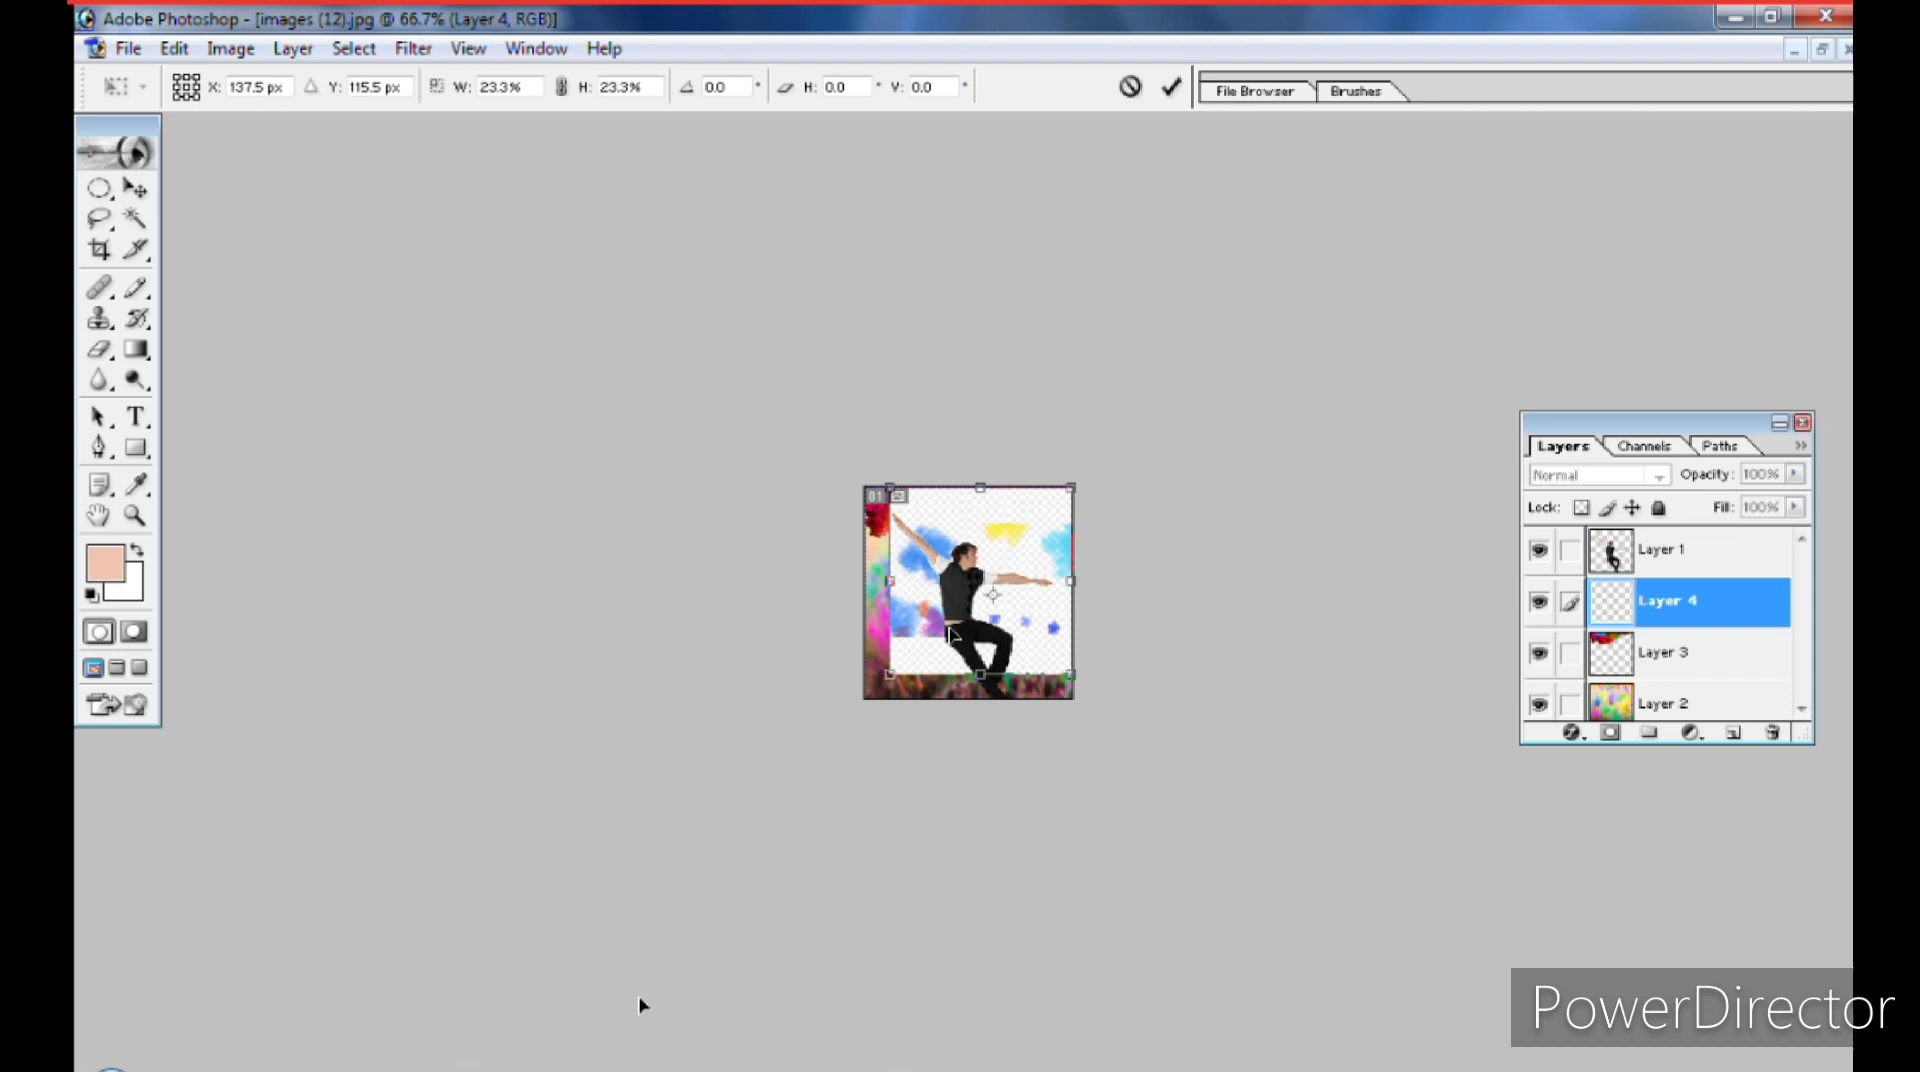 Adobe Photoshop - [images (12).jpg @ 66.7% (Layer 4, RGB)]
File Edit Image Layer Select Filter View Window Help
X: 137.5 px Y: 115.5 px W: 23.3% H: 23.3% 0.0 ° H: 0.0 ° V: 0.0 °
File Browser Brushes
01
Layers Channels Paths
Normal Opacity: 100%
Lock: Fill: 100%
Layer 1
Layer 4
Layer 3
Layer 2
PowerDirector